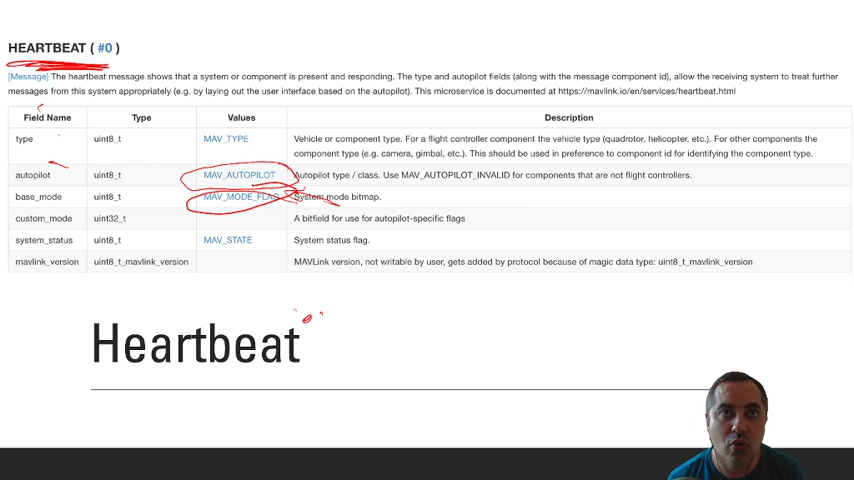 HEARTBEAT ( #0 )
[Message] The heartbeat message shows that a system or component is present and responding. The type and autopilot fields (along with the message component id), allow the receiving system to treat further
messages from this system appropriately (e.g. by laying out the user interface based on the autopilot). This microservice is documented at https://mavlink.io/en/services/heartbeat.html
Field Name Type Values Description
type uint8_t MAV_TYPE Vehicle or component type. For a flight controller component the vehicle type (quadrotor, helicopter, etc.). For other components the
component type (e.g. camera, gimbal, etc.). This should be used in preference to component id for identifying the component type.
autopilot uint8_t MAV_AUTOPILOT Autopilot type / class. Use MAV_AUTOPILOT_INVALID for components that are not flight controllers.
base_mode uint8_t MAV_MODE_FLAG System mode bitmap.
custom_mode uint32_t A bitfield for use for autopilot-specific flags
system_status uint8_t MAV_STATE System status flag.
mavlink_version uint8_t_mavlink_version MAVLink version, not writable by user, gets added by protocol because of magic data type: uint8_t_mavlink_version
Heartbeat